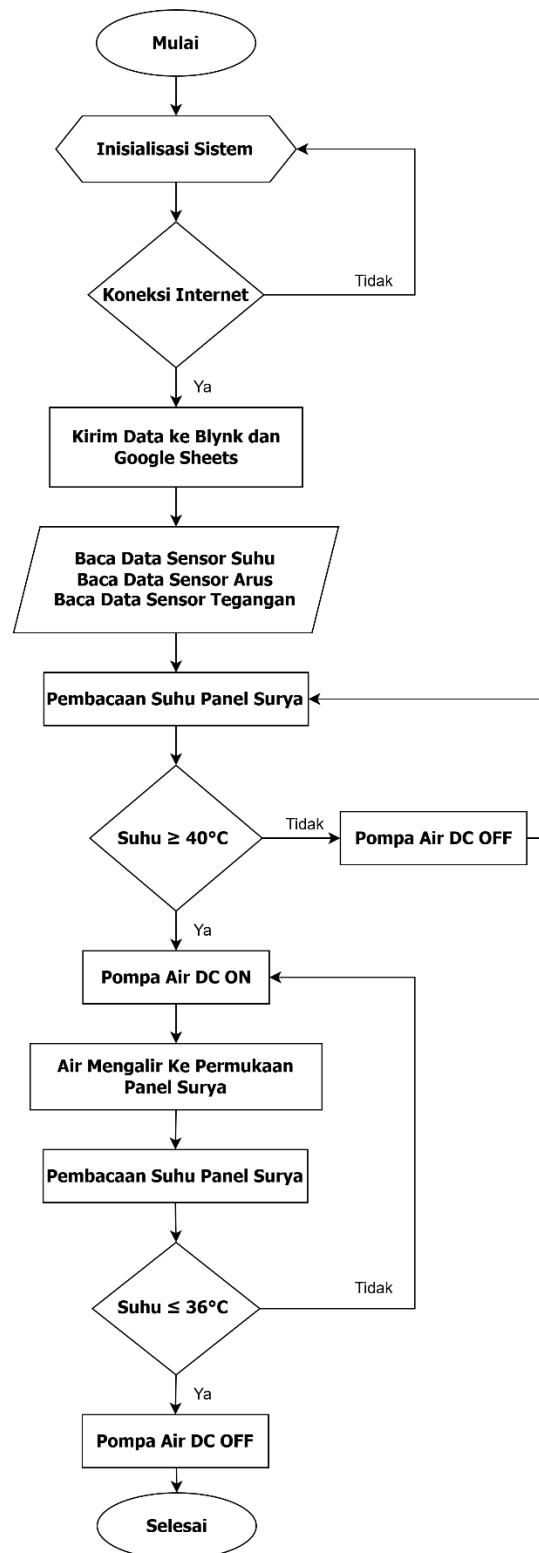 Mulai
Inisialisasi Sistem
Koneksi Internet
Tidak
Ya
Kirim Data ke Blynk dan
Google Sheets
Baca Data Sensor Suhu
Baca Data Sensor Arus
Baca Data Sensor Tegangan
Pembacaan Suhu Panel Surya
Suhu ≥ 40°C
Tidak
Pompa Air DC OFF
Ya
Pompa Air DC ON
Air Mengalir Ke Permukaan
Panel Surya
Pembacaan Suhu Panel Surya
Suhu ≤ 36°C
Tidak
Ya
Pompa Air DC OFF
Selesai